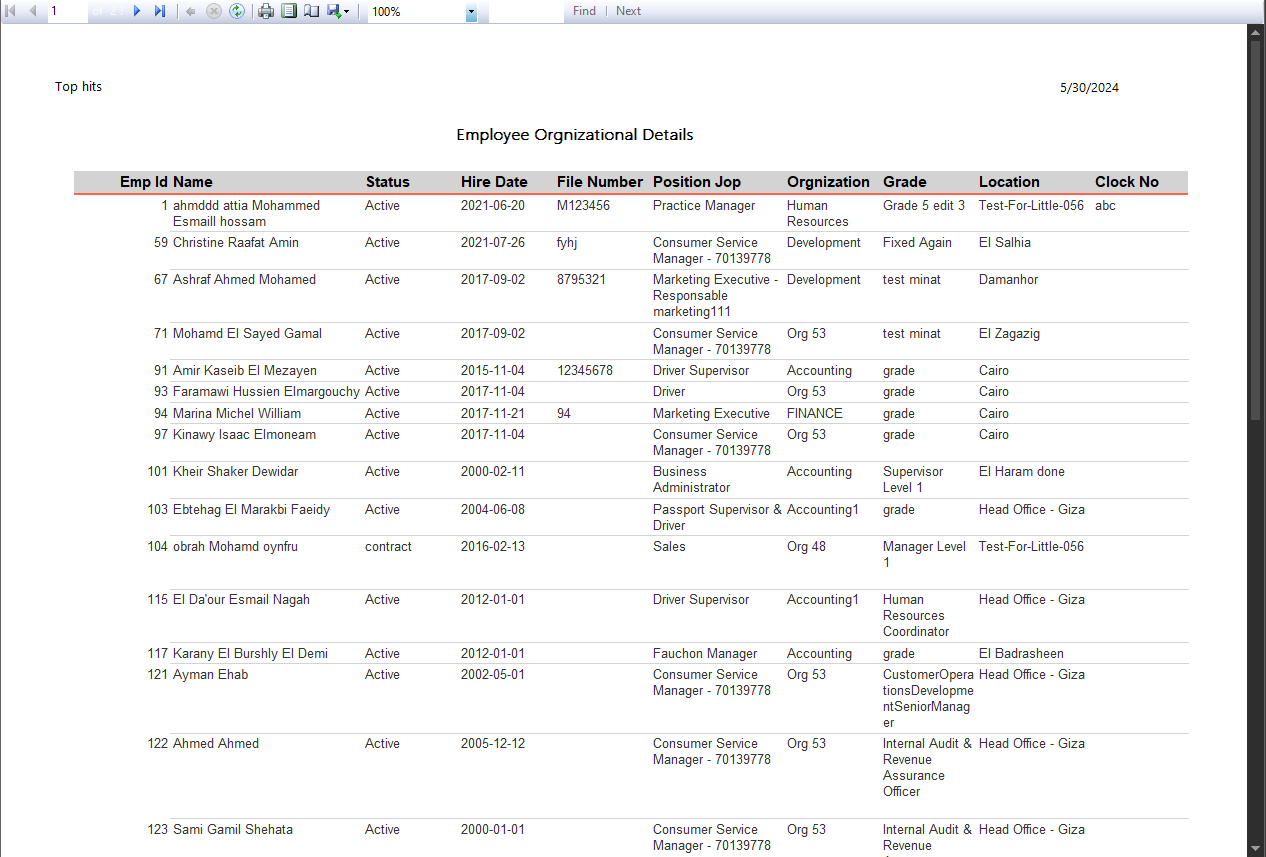 1
100%
Find | Next
Top hits 5/30/2024
Employee Orgnizational Details
Emp Id Name Status Hire Date File Number Position Jop Orgnization Grade Location Clock No
1 ahmddd attia Mohammed Active 2021-06-20 M123456 Practice Manager Human Grade 5 edit 3 Test-For-Little-056 abc
Esmaill hossam Resources
59 Christine Raafat Amin Active 2021-07-26 fyhj Consumer Service Development Fixed Again El Salhia
Manager - 70139778
67 Ashraf Ahmed Mohamed Active 2017-09-02 8795321 Marketing Executive - Development test minat Damanhor
Responsable
marketing111
71 Mohamd El Sayed Gamal Active 2017-09-02 Consumer Service Org 53 test minat El Zagazig
Manager - 70139778
91 Amir Kaseib El Mezayen Active 2015-11-04 12345678 Driver Supervisor Accounting grade Cairo
93 Faramawi Hussien Elmargouchy Active 2017-11-04 Driver Org 53 grade Cairo
94 Marina Michel William Active 2017-11-21 94 Marketing Executive FINANCE grade Cairo
97 Kinawy Isaac Elmoneam Active 2017-11-04 Consumer Service Org 53 grade Cairo
Manager - 70139778
101 Kheir Shaker Dewidar Active 2000-02-11 Business Accounting Supervisor El Haram done
Administrator Level 1
103 Ebtehag El Marakbi Faeidy Active 2004-06-08 Passport Supervisor & Accounting1 grade Head Office - Giza
Driver
104 obrah Mohamd oynfru contract 2016-02-13 Sales Org 48 Manager Level Test-For-Little-056
1
115 El Da'our Esmail Nagah Active 2012-01-01 Driver Supervisor Accounting1 Human Head Office - Giza
Resources
Coordinator
117 Karany El Burshly El Demi Active 2012-01-01 Fauchon Manager Accounting grade El Badrasheen
121 Ayman Ehab Active 2002-05-01 Consumer Service Org 53 CustomerOpera Head Office - Giza
Manager - 70139778 tionsDevelopme
ntSeniorManag
er
122 Ahmed Ahmed Active 2005-12-12 Consumer Service Org 53 Internal Audit & Head Office - Giza
Manager - 70139778 Revenue
Assurance
Officer
123 Sami Gamil Shehata Active 2000-01-01 Consumer Service Org 53 Internal Audit & Head Office - Giza
Manager - 70139778 Revenue